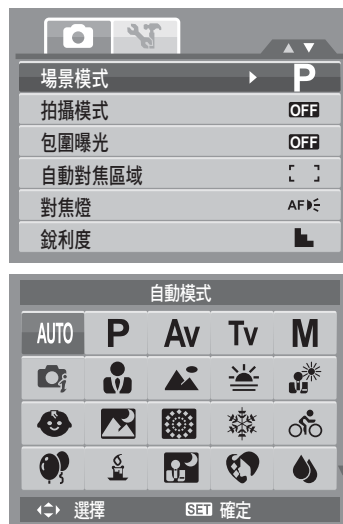 場景模式 P
拍攝模式 OFF
包圍曝光 OFF
自動對焦區域
對焦燈 AF
銳利度
自動模式
AUTO P Av Tv M
選擇 SET 確定